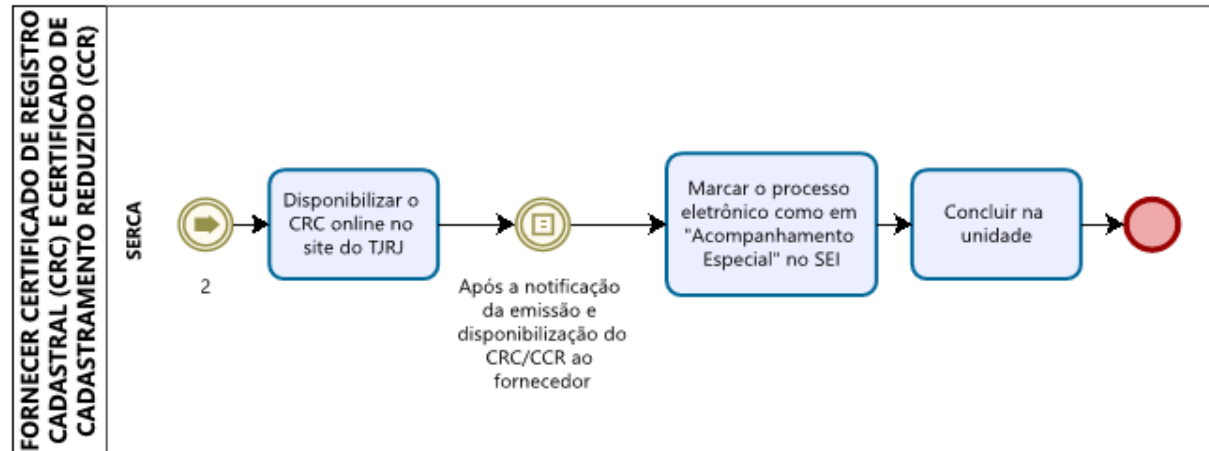 FORNECER CERTIFICADO DE REGISTRO
CADASTRAL (CRC) E CERTIFICADO DE
CADASTRAMENTO REDUZIDO (CCR)
SERCA
2
Disponibilizar o
CRC online no
site do TJRJ
Após a notificação
da emissão e
disponibilização do
CRC/CCR ao
fornecedor
Marcar o processo
eletrônico como em
"Acompanhamento
Especial" no SEI
Concluir na
unidade